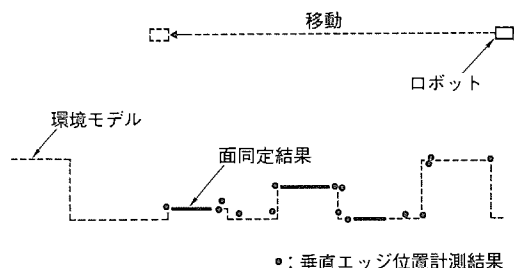 移動
ロボット
環境モデル
面同定結果
：垂直エッジ位置計測結果